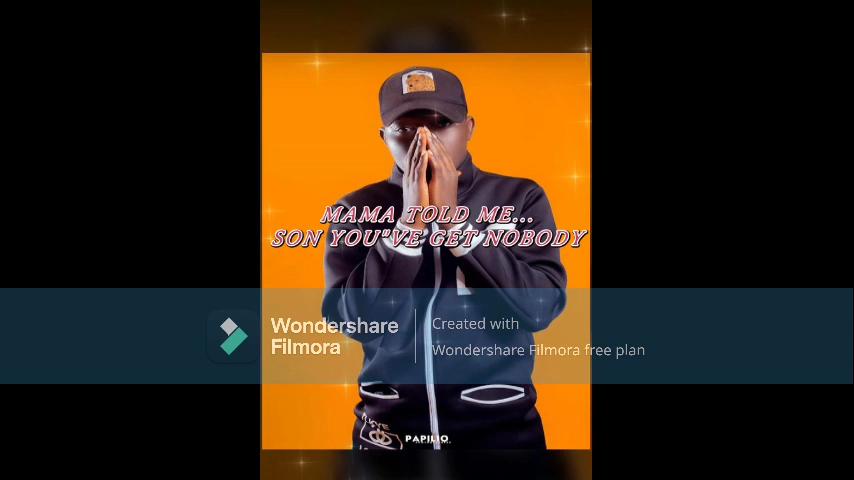 MAMA TOLD ME...
SON YOU"VE GET NOBODY
Wondershare
Filmora
Created with
Wondershare Filmora free plan
PAPILIO